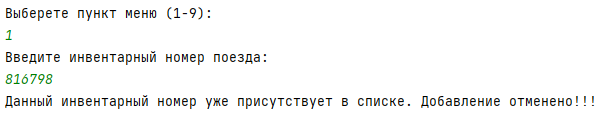 Выберете пункт меню (1-9):
1
Введите инвентарный номер поезда:
816798
Данный инвентарный номер уже присутствует в списке. Добавление отменено!!!